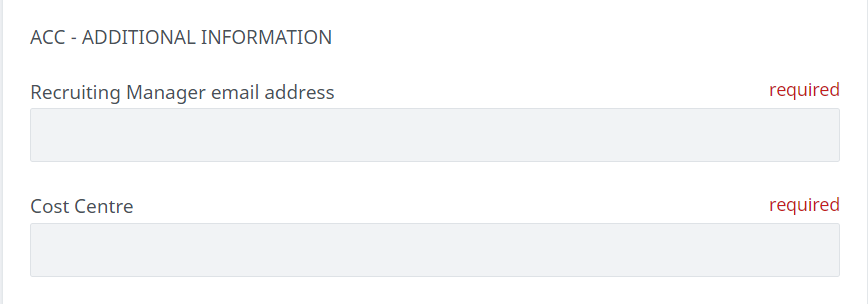 ACC - ADDITIONAL INFORMATION
Recruiting Manager email address required
Cost Centre required